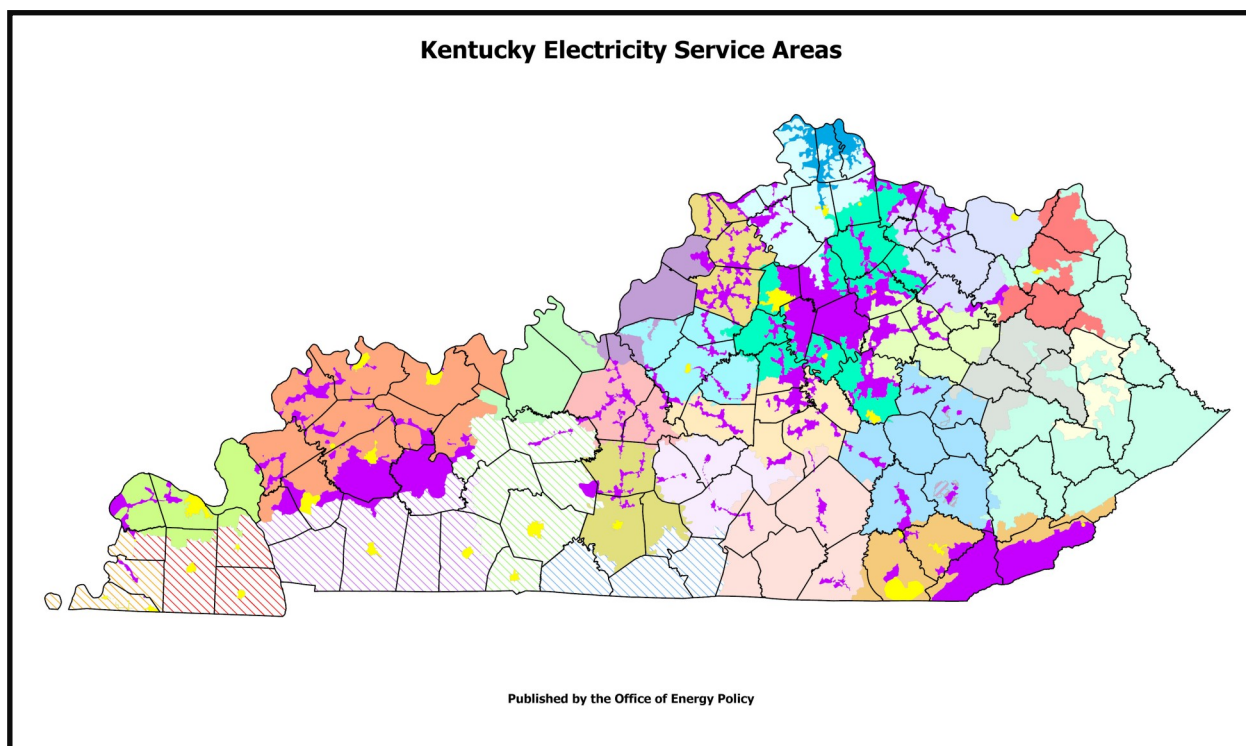 Kentucky Electricity Service Areas
Published by the Office of Energy Policy